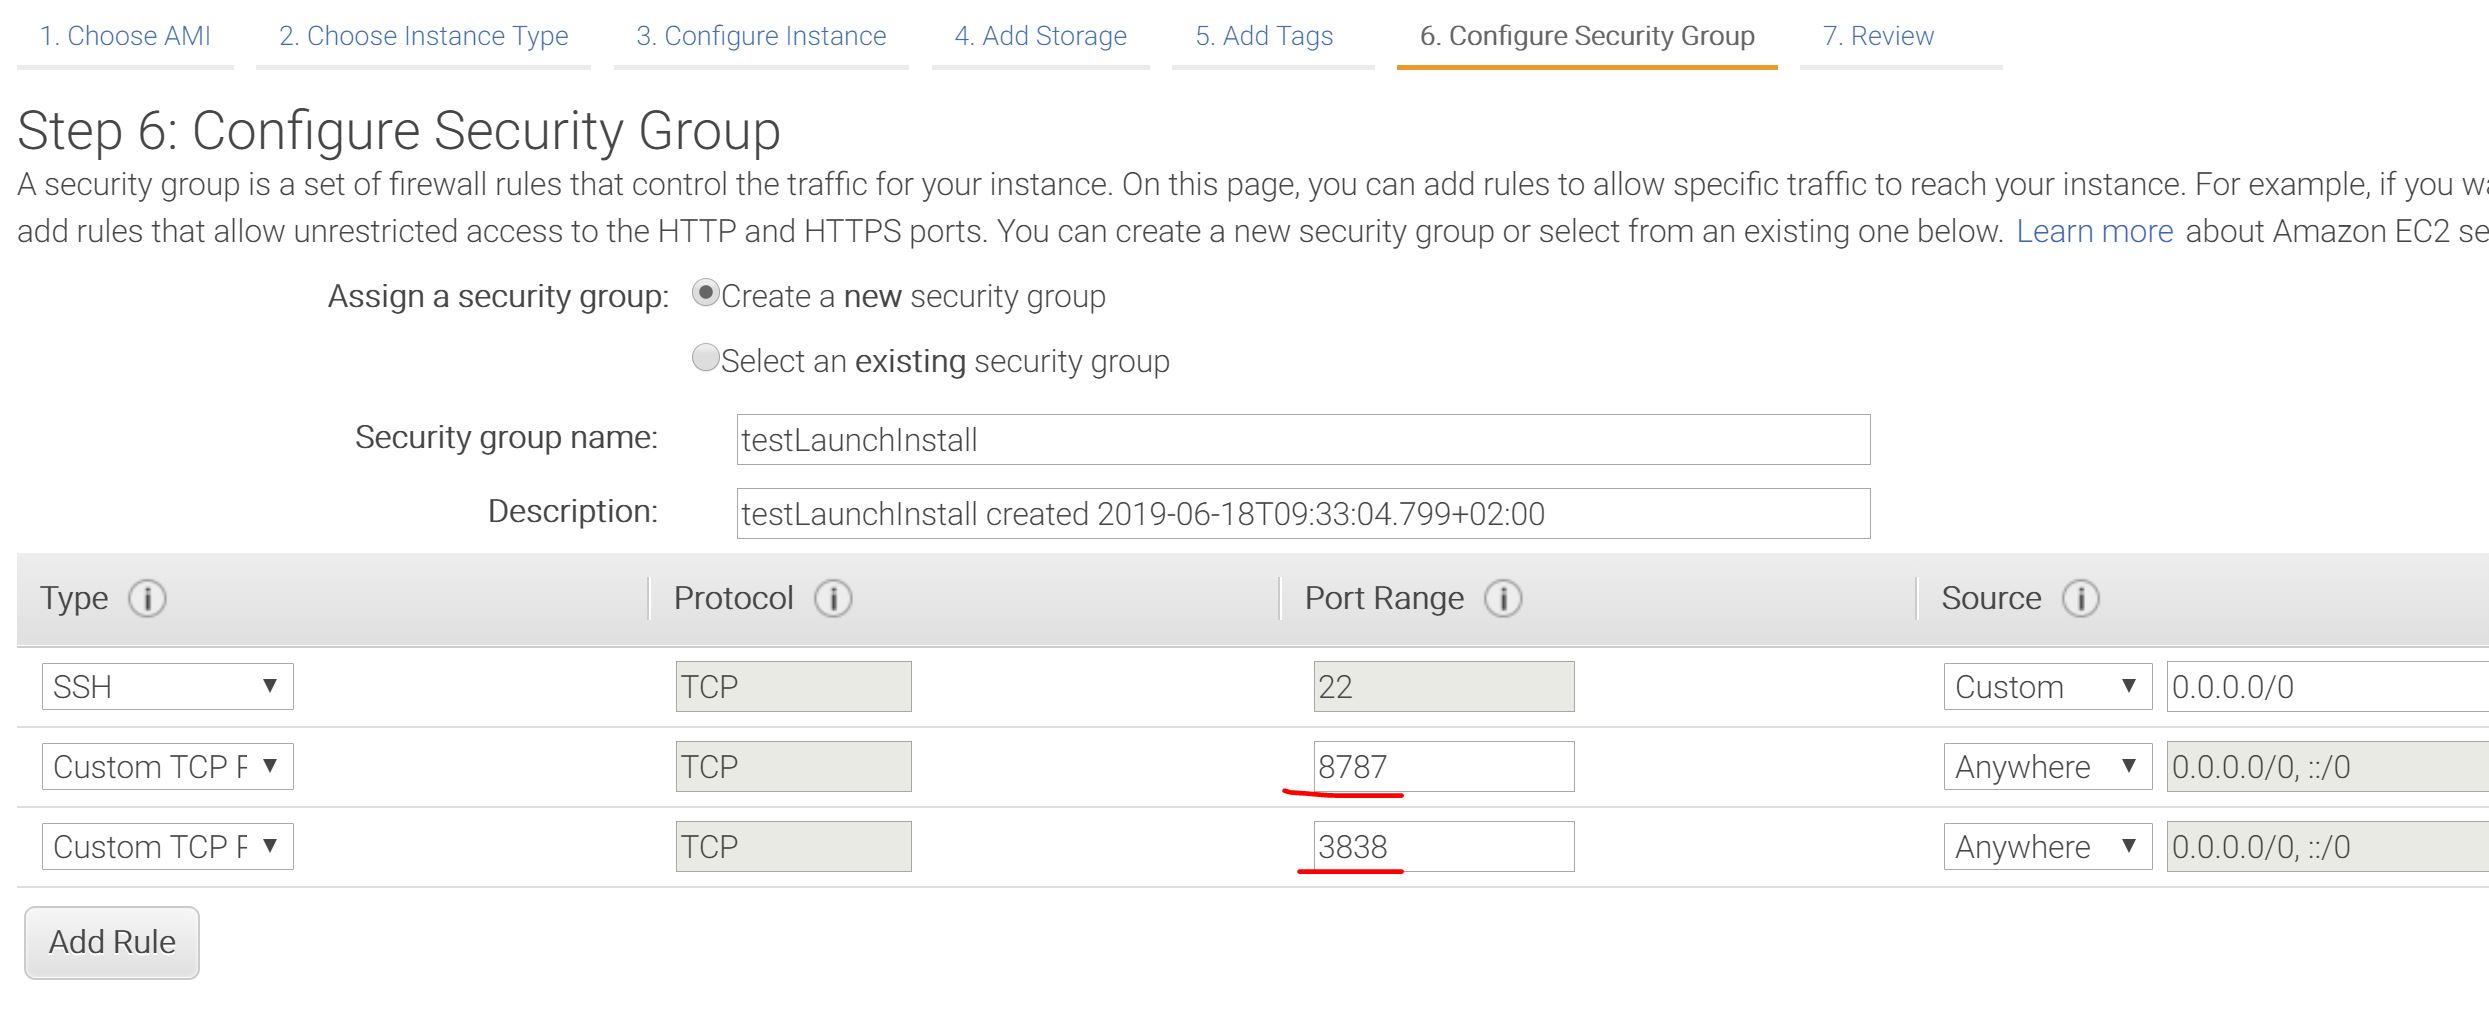 1. Choose AMI 2. Choose Instance Type 3. Configure Instance 4. Add Storage 5. Add Tags 6. Configure Security Group 7. Review
Step 6: Configure Security Group
A security group is a set of firewall rules that control the traffic for your instance. On this page, you can add rules to allow specific traffic to reach your instance. For example, if you
add rules that allow unrestricted access to the HTTP and HTTPS ports. You can create a new security group or select from an existing one below. Learn more about Amazon EC2
Assign a security group: Create a new security group
Select an existing security group
Security group name: testLaunchInstall
Description: testLaunchInstall created 2019-06-18T09:33:04.799+02:00
Type Protocol Port Range Source
SSH TCP 22 Custom 0.0.0.0/0
Custom TCP TCP 8787 Anywhere 0.0.0.0/0, ::/0
Custom TCP TCP 3838 Anywhere 0.0.0.0/0, ::/0
Add Rule